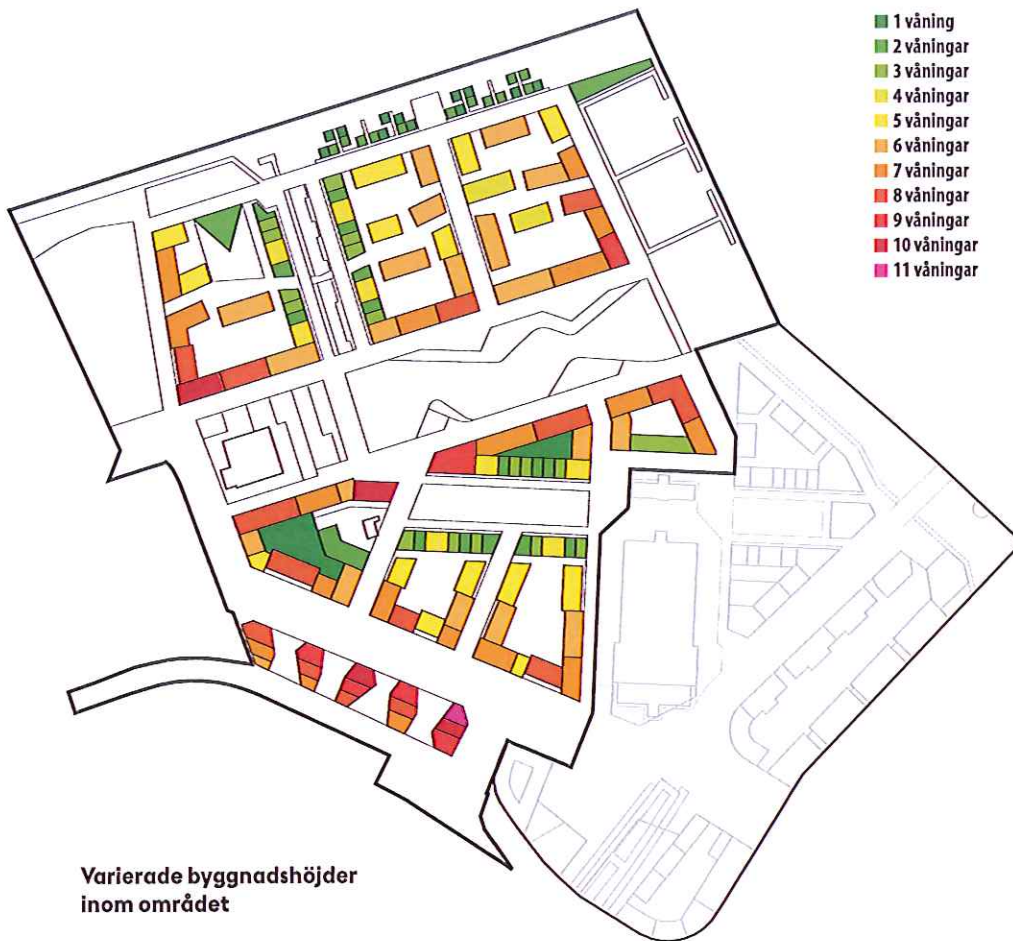 1 våning
2 våningar
3 våningar
4 våningar
5 våningar
6 våningar
7 våningar
8 våningar
9 våningar
10 våningar
11 våningar
Varierade byggnadshöjder
inom området